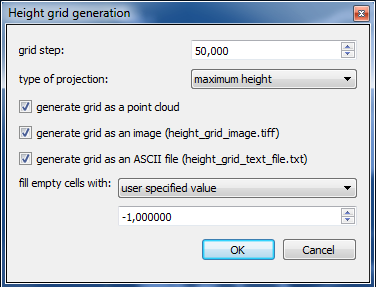 Height grid generation
grid step: 50,000
type of projection: maximum height
generate grid as a point cloud
generate grid as an image (height_grid_image.tiff)
generate grid as an ASCII file (height_grid_text_file.txt)
fill empty cells with: user specified value
-1,000000
OK Cancel